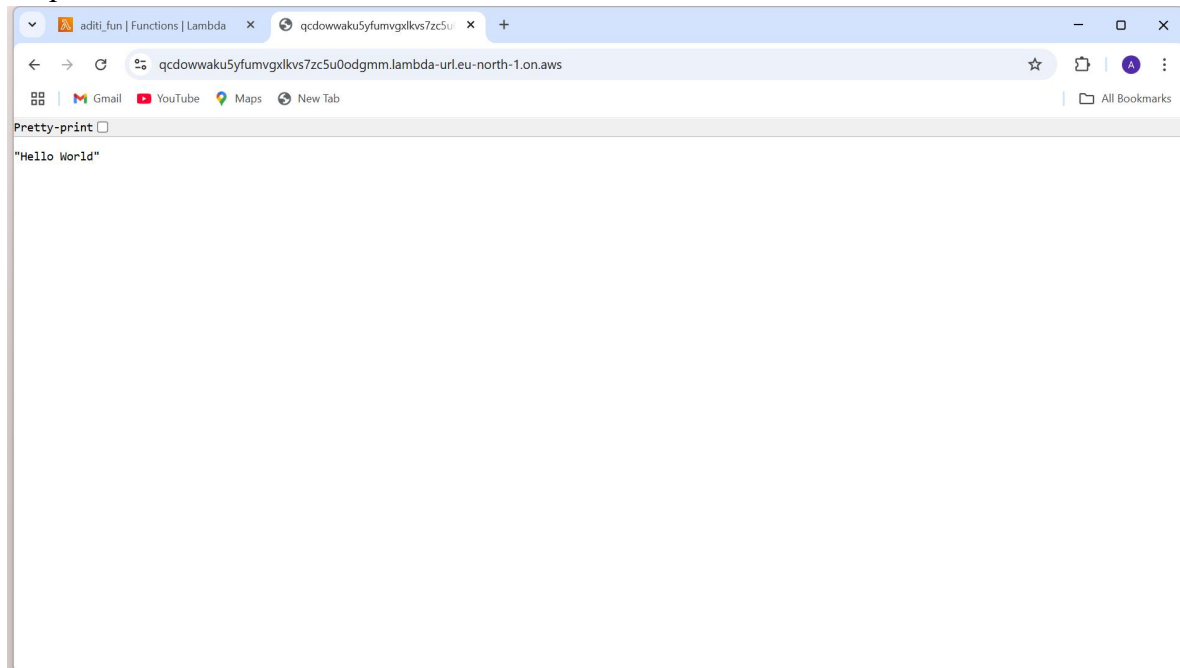 aditi_fun | Functions | Lambda
qcdowwaku5yfumvgxlkvs7zc5u
qcdowwaku5yfumvgxlkvs7zc5u0odgmm.lambda-url.eu-north-1.on.aws
A
Gmail
YouTube
Maps
New Tab
All Bookmarks
Pretty-print
"Hello World"